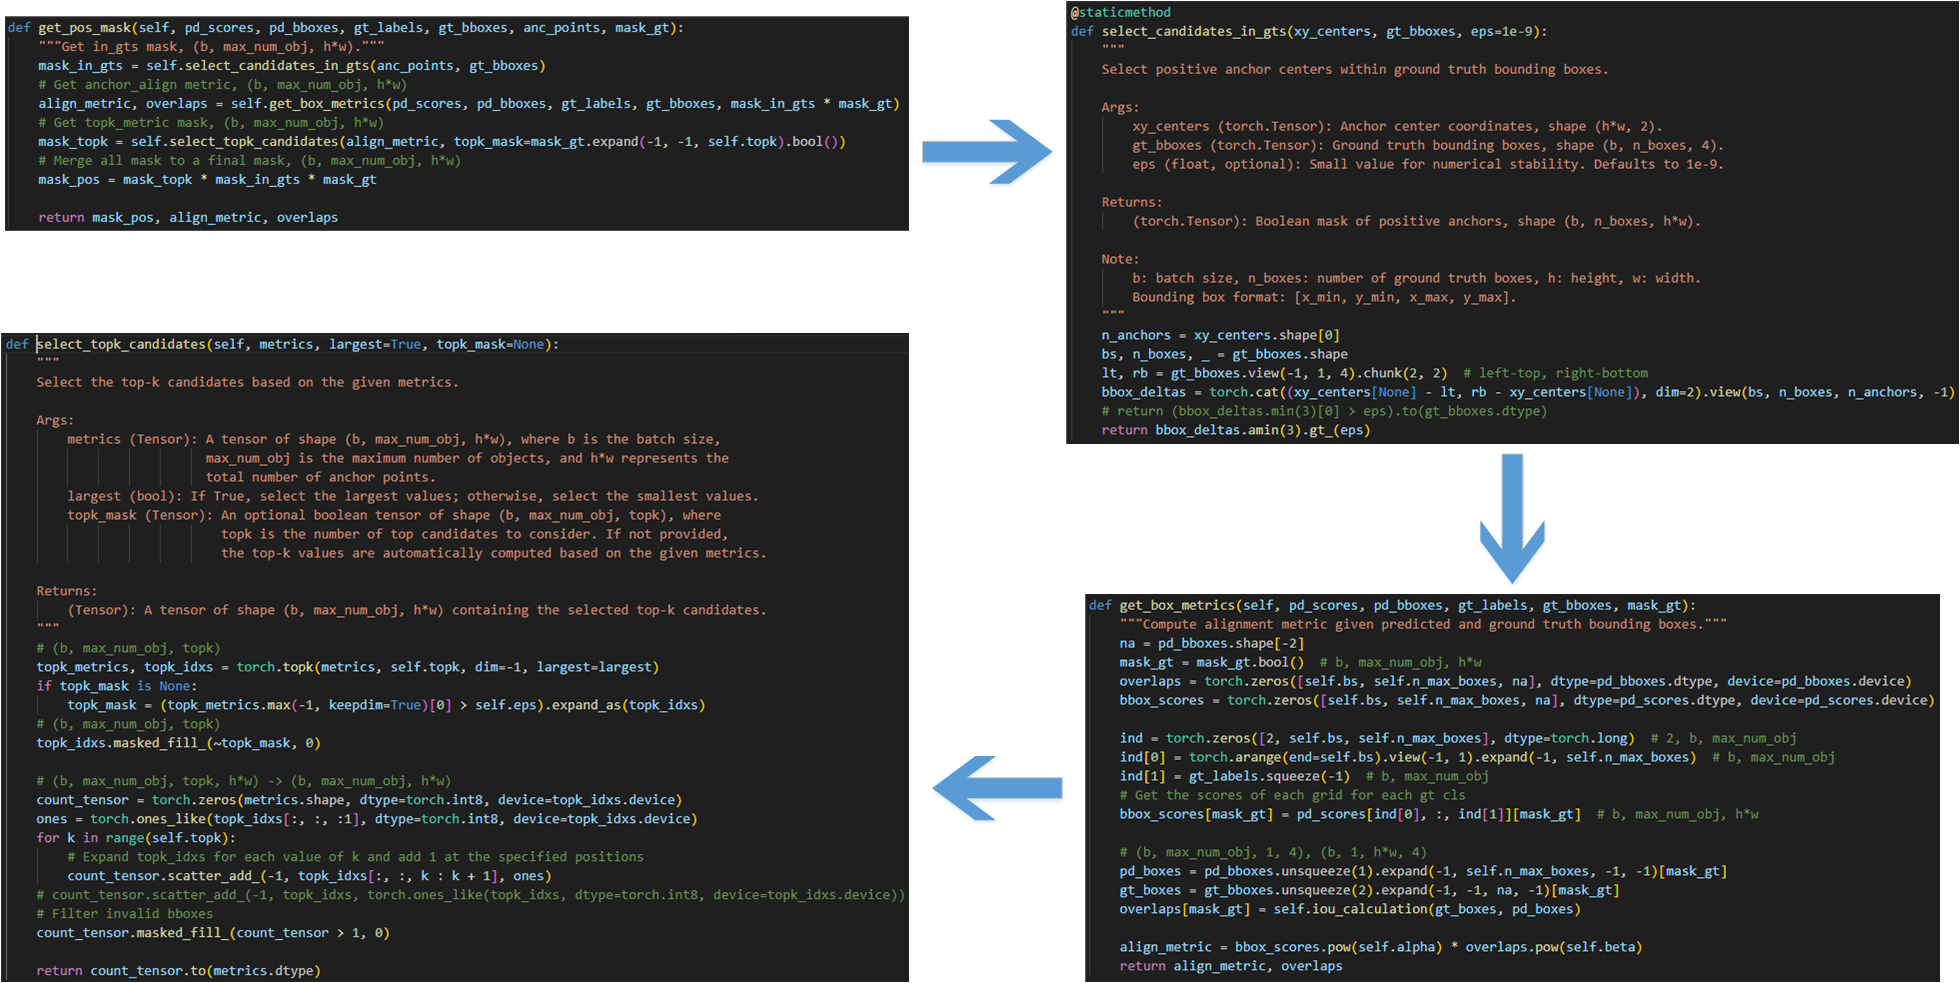 def get_pos_mask(self, pd_scores, pd_bboxes, gt_labels, gt_bboxes, anc_points, mask_gt):
"""Get in_gts mask, (b, max_num_obj, h*w)."""
mask_in_gts = self.select_candidates_in_gts(anc_points, gt_bboxes)
# Get anchor_align metric, (b, max_num_obj, h*w)
align_metric, overlaps = self.get_box_metrics(pd_scores, pd_bboxes, gt_labels, gt_bboxes, mask_in_gts * mask_gt)
# Get topk_metric mask, (b, max_num_obj, h*w)
mask_topk = self.select_topk_candidates(align_metric, topk_mask=mask_gt.expand(-1, -1, self.topk).bool())
# Merge all mask to a final mask, (b, max_num_obj, h*w)
mask_pos = mask_topk * mask_in_gts * mask_gt
return mask_pos, align_metric, overlaps
@staticmethod
def select_candidates_in_gts(xy_centers, gt_bboxes, eps=1e-9):
"""
Select positive anchor centers within ground truth bounding boxes.
Args:
xy_centers (torch.Tensor): Anchor center coordinates, shape (h*w, 2).
gt_bboxes (torch.Tensor): Ground truth bounding boxes, shape (b, n_boxes, 4).
eps (float, optional): Small value for numerical stability. Defaults to 1e-9.
Returns:
(torch.Tensor): Boolean mask of positive anchors, shape (b, n_boxes, h*w).
Note:
b: batch size, n_boxes: number of ground truth boxes, h: height, w: width.
Bounding box format: [x_min, y_min, x_max, y_max].
"""
n_anchors = xy_centers.shape[0]
bs, n_boxes, _ = gt_bboxes.shape
lt, rb = gt_bboxes.view(-1, 1, 4).chunk(2, 2)  # left-top, right-bottom
bbox_deltas = torch.cat((xy_centers[None] - lt, rb - xy_centers[None]), dim=2).view(bs, n_boxes, n_anchors, -1)
# return (bbox_deltas.min(3)[0] > eps).to(gt_bboxes.dtype)
return bbox_deltas.amin(3).gt_(eps)
def get_box_metrics(self, pd_scores, pd_bboxes, gt_labels, gt_bboxes, mask_gt):
"""Compute alignment metric given predicted and ground truth bounding boxes."""
na = pd_bboxes.shape[-2]
mask_gt = mask_gt.bool()  # b, max_num_obj, h*w
overlaps = torch.zeros([self.bs, self.n_max_boxes, na], dtype=pd_bboxes.dtype, device=pd_bboxes.device)
bbox_scores = torch.zeros([self.bs, self.n_max_boxes, na], dtype=pd_scores.dtype, device=pd_scores.device)
ind = torch.zeros([2, self.bs, self.n_max_boxes], dtype=torch.long)  # 2, b, max_num_obj
ind[0] = torch.arange(end=self.bs).view(-1, 1).expand(-1, self.n_max_boxes)  # b, max_num_obj
ind[1] = gt_labels.squeeze(-1)  # b, max_num_obj
# Get the scores of each grid for each gt cls
bbox_scores[mask_gt] = pd_scores[ind[0], :, ind[1]][mask_gt]  # b, max_num_obj, h*w
# (b, max_num_obj, 1, 4), (b, 1, h*w, 4)
pd_boxes = pd_bboxes.unsqueeze(1).expand(-1, self.n_max_boxes, -1, -1)[mask_gt]
gt_boxes = gt_bboxes.unsqueeze(2).expand(-1, -1, na, -1)[mask_gt]
overlaps[mask_gt] = self.iou_calculation(gt_boxes, pd_boxes)
align_metric = bbox_scores.pow(self.alpha) * overlaps.pow(self.beta)
return align_metric, overlaps
def select_topk_candidates(self, metrics, largest=True, topk_mask=None):
"""
Select the top-k candidates based on the given metrics.
Args:
metrics (Tensor): A tensor of shape (b, max_num_obj, h*w), where b is the batch size,
max_num_obj is the maximum number of objects, and h*w represents the
total number of anchor points.
largest (bool): If True, select the largest values; otherwise, select the smallest values.
topk_mask (Tensor): An optional boolean tensor of shape (b, max_num_obj, topk), where
topk is the number of top candidates to consider. If not provided,
the top-k values are automatically computed based on the given metrics.
Returns:
(Tensor): A tensor of shape (b, max_num_obj, h*w) containing the selected top-k candidates.
"""
# (b, max_num_obj, topk)
topk_metrics, topk_idxs = torch.topk(metrics, self.topk, dim=-1, largest=largest)
if topk_mask is None:
topk_mask = (topk_metrics.max(-1, keepdim=True)[0] > self.eps).expand_as(topk_idxs)
# (b, max_num_obj, topk)
topk_idxs.masked_fill_(~topk_mask, 0)
# (b, max_num_obj, topk, h*w) -> (b, max_num_obj, h*w)
count_tensor = torch.zeros(metrics.shape, dtype=torch.int8, device=topk_idxs.device)
ones = torch.ones_like(topk_idxs[:, :, :1], dtype=torch.int8, device=topk_idxs.device)
for k in range(self.topk):
# Expand topk_idxs for each value of k and add 1 at the specified positions
count_tensor.scatter_add_(-1, topk_idxs[:, :, k : k + 1], ones)
# count_tensor.scatter_add_(-1, topk_idxs, torch.ones_like(topk_idxs, dtype=torch.int8, device=topk_idxs.device))
# Filter invalid bboxes
count_tensor.masked_fill_(count_tensor > 1, 0)
return count_tensor.to(metrics.dtype)